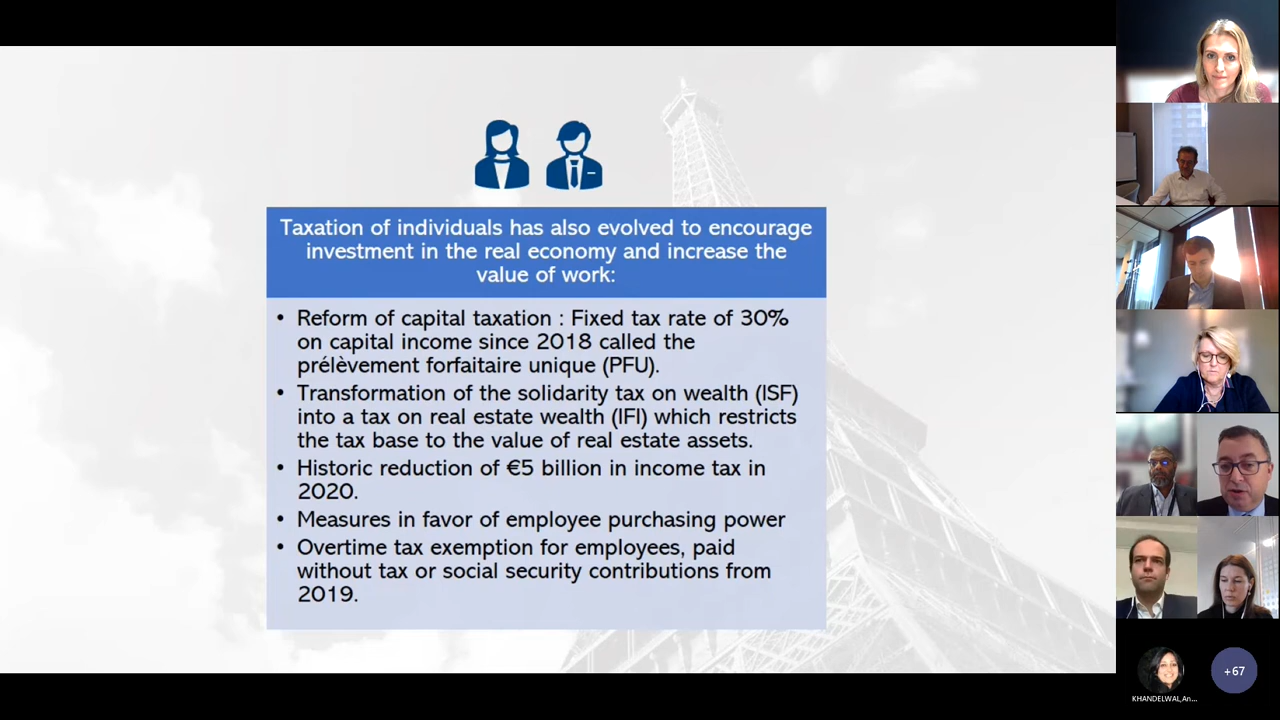 Taxation of individuals has also evolved to encourage
investment in the real economy and increase the
value of work:
• Reform of capital taxation : Fixed tax rate of 30%
on capital income since 2018 called the
prélèvement forfaitaire unique (PFU).
• Transformation of the solidarity tax on wealth (ISF)
into a tax on real estate wealth (IFI) which restricts
the tax base to the value of real estate assets.
• Historic reduction of €5 billion in income tax in
2020.
• Measures in favor of employee purchasing power
• Overtime tax exemption for employees, paid
without tax or social security contributions from
2019.
KHANDELWAL,An...
+67